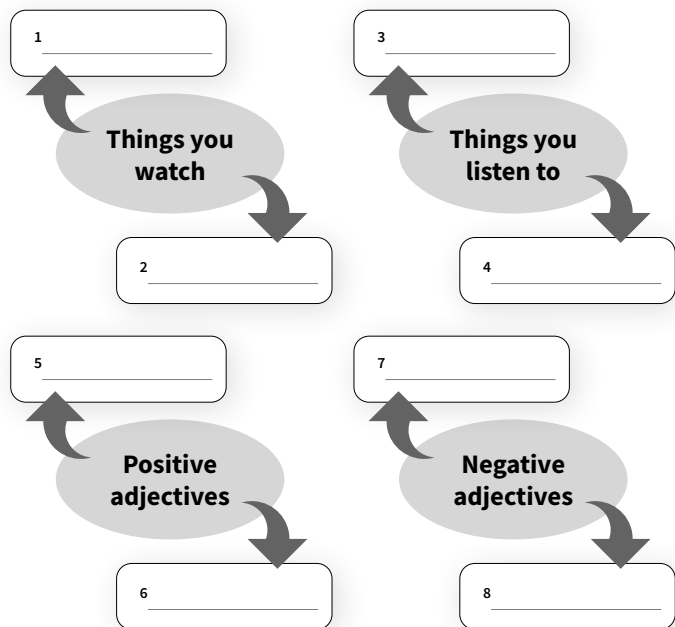 1
3
Things you
watch
Things you
listen to
2
4
5
7
Positive
adjectives
Negative
adjectives
6
8